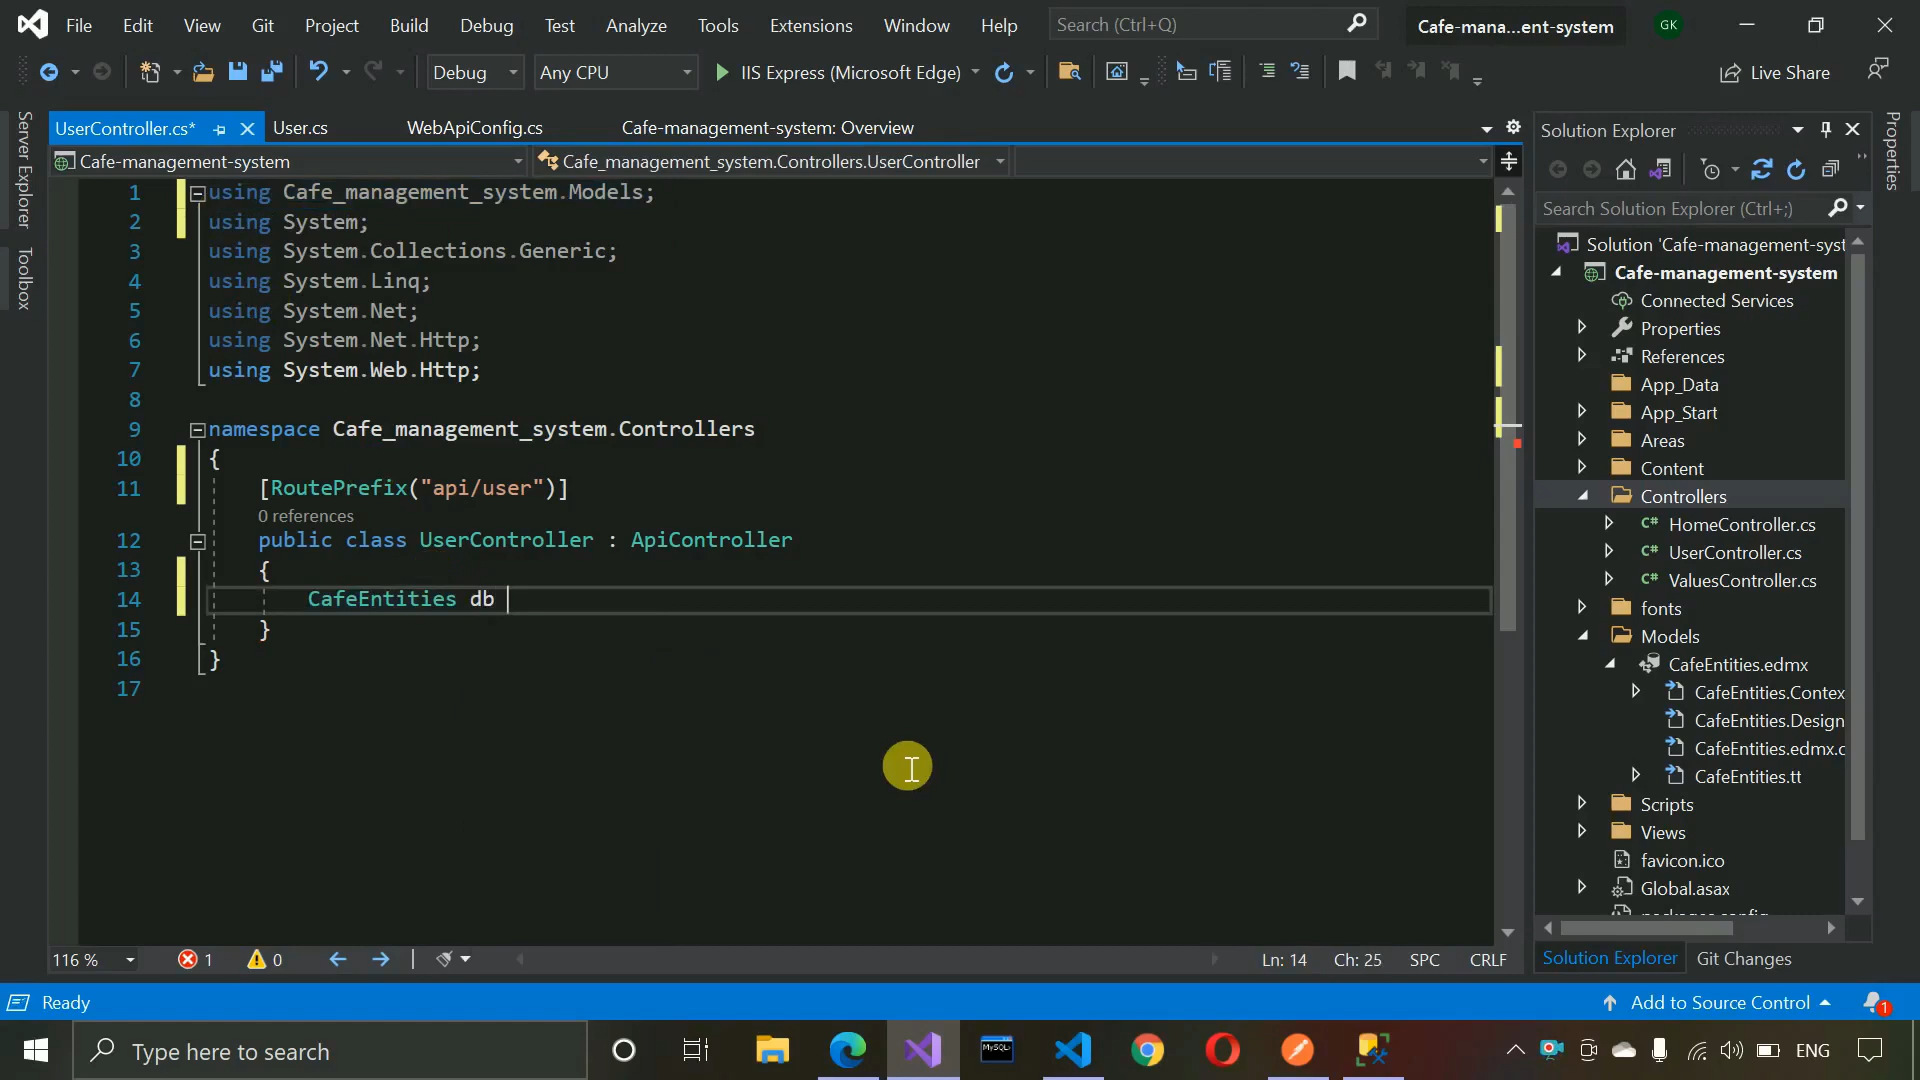 File Edit View Git Project Build Debug Test Analyze Tools Extensions Window Help Search (Ctrl+Q) Cafe-mana...ent-system GK
Debug Any CPU IIS Express (Microsoft Edge) Live Share
Server Explorer
Toolbox
UserController.cs* User.cs WebApiConfig.cs Cafe-management-system: Overview
Cafe-management-system Cafe_management_system.Controllers.UserController
1 using Cafe_management_system.Models;
2 using System;
3 using System.Collections.Generic;
4 using System.Linq;
5 using System.Net;
6 using System.Net.Http;
7 using System.Web.Http;
8
9 namespace Cafe_management_system.Controllers
10 {
11 [RoutePrefix("api/user")]
0 references
12 public class UserController : ApiController
13 {
14 CafeEntities db
15 }
16 }
17
Solution Explorer
Search Solution Explorer (Ctrl+;)
Solution 'Cafe-management-syst
Cafe-management-system
Connected Services
Properties
References
App_Data
App_Start
Areas
Content
Controllers
C# HomeController.cs
C# UserController.cs
C# ValuesController.cs
fonts
Models
CafeEntities.edmx
CafeEntities.Contex
CafeEntities.Design
CafeEntities.edmx.c
CafeEntities.tt
Scripts
Views
favicon.ico
Global.asax
packages.config
Properties
116 % 1 0 Ln: 14 Ch: 25 SPC CRLF
Solution Explorer Git Changes
Ready Add to Source Control 1
Type here to search MySQL ENG